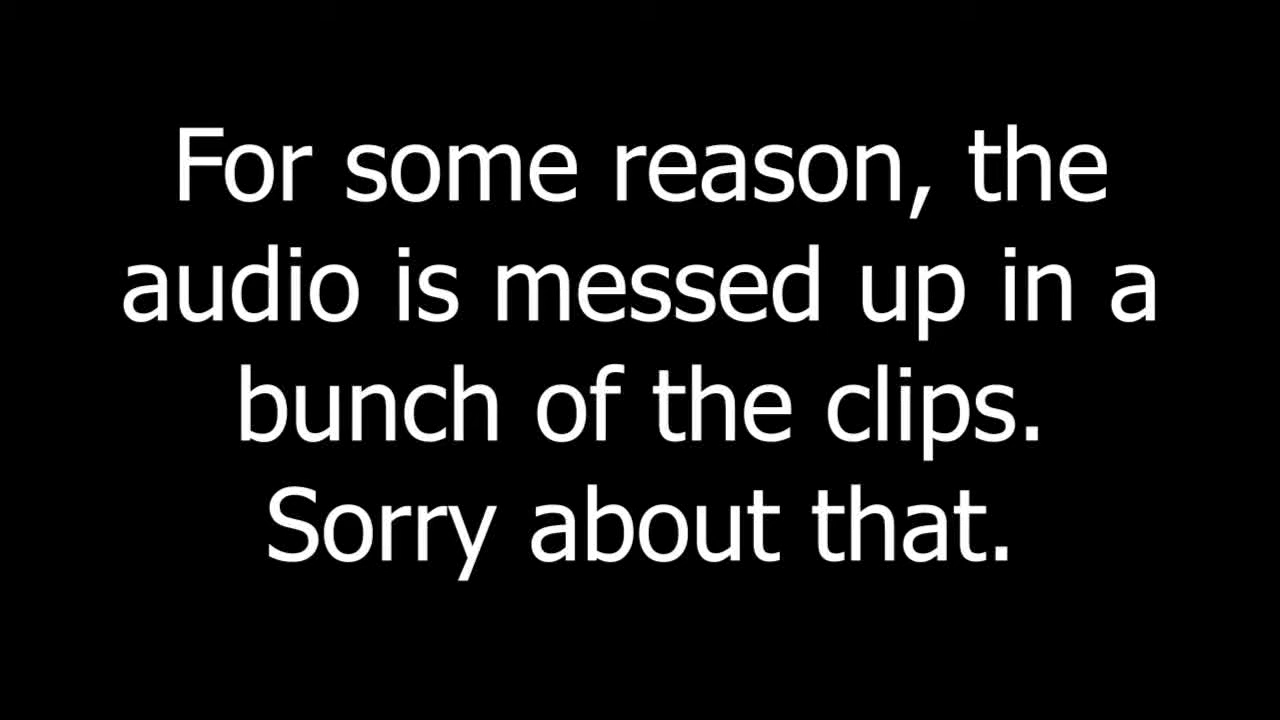 For some reason, the
audio is messed up in a
bunch of the clips.
Sorry about that.